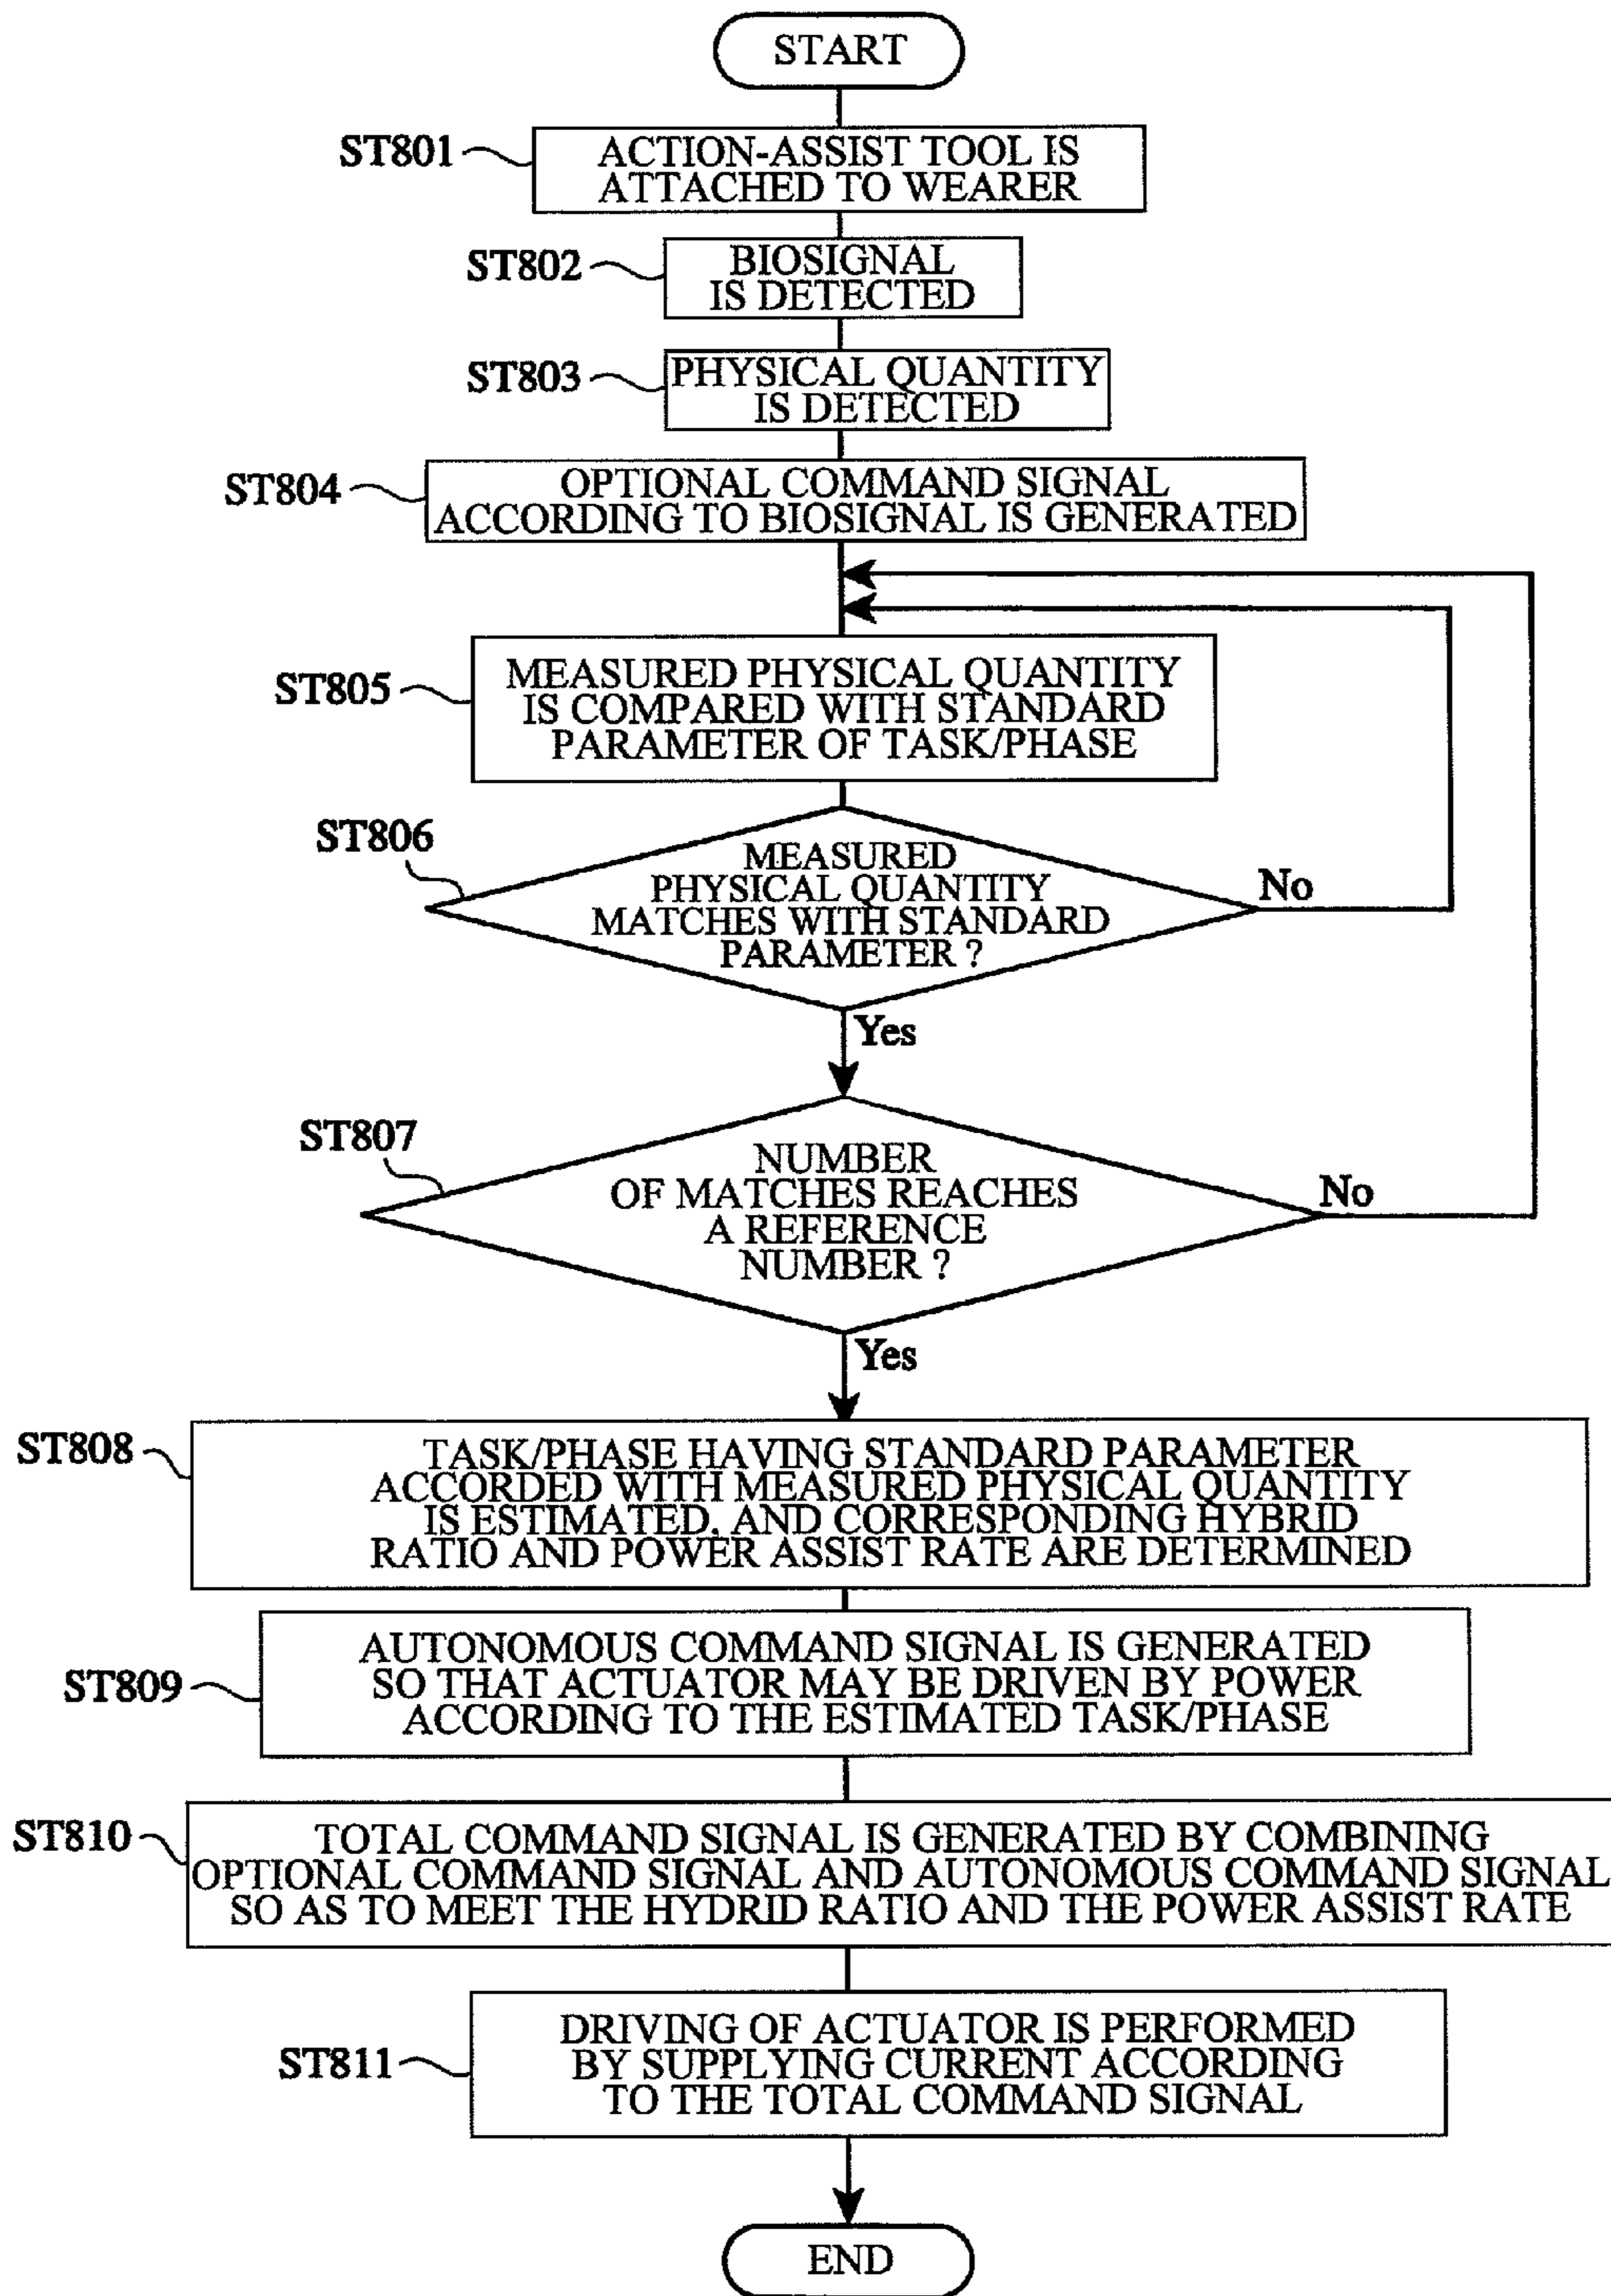 START
ST801
ACTION-ASSIST TOOL IS
ATTACHED TO WEARER
ST802
BIOSIGNAL
IS DETECTED
ST803
PHYSICAL QUANTITY
IS DETECTED
ST804
OPTIONAL COMMAND SIGNAL
ACCORDING TO BIOSIGNAL IS GENERATED
ST805
MEASURED PHYSICAL QUANTITY
IS COMPARED WITH STANDARD
PARAMETER OF TASK/PHASE
ST806
MEASURED
PHYSICAL QUANTITY
MATCHES WITH STANDARD
PARAMETER ?
No
Yes
ST807
NUMBER
OF MATCHES REACHES
A REFERENCE
NUMBER ?
No
Yes
ST808
TASK/PHASE HAVING STANDARD PARAMETER
ACCORDED WITH MEASURED PHYSICAL QUANTITY
IS ESTIMATED, AND CORRESPONDING HYBRID
RATIO AND POWER ASSIST RATE ARE DETERMINED
ST809
AUTONOMOUS COMMAND SIGNAL IS GENERATED
SO THAT ACTUATOR MAY BE DRIVEN BY POWER
ACCORDING TO THE ESTIMATED TASK/PHASE
ST810
TOTAL COMMAND SIGNAL IS GENERATED BY COMBINING
OPTIONAL COMMAND SIGNAL AND AUTONOMOUS COMMAND SIGNAL
SO AS TO MEET THE HYDRID RATIO AND THE POWER ASSIST RATE
ST811
DRIVING OF ACTUATOR IS PERFORMED
BY SUPPLYING CURRENT ACCORDING
TO THE TOTAL COMMAND SIGNAL
END